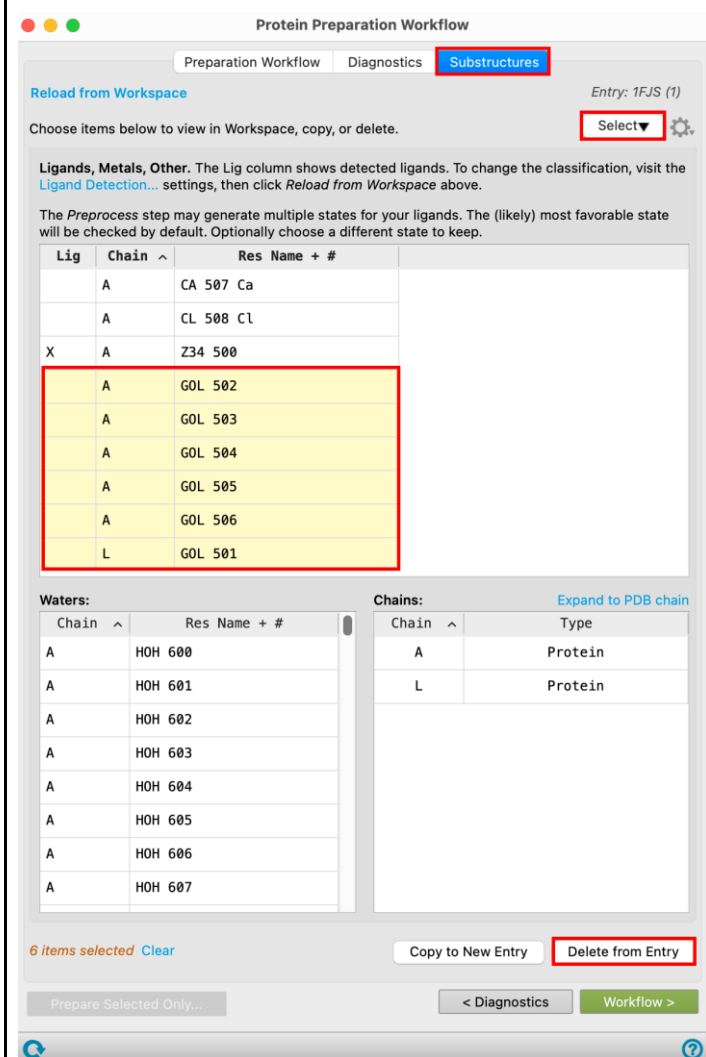 Protein Preparation Workflow
Preparation Workflow Diagnostics Substructures
Reload from Workspace Entry: 1FJS (1)
Choose items below to view in Workspace, copy, or delete. Select▼
Ligands, Metals, Other. The Lig column shows detected ligands. To change the classification, visit the
Ligand Detection... settings, then click Reload from Workspace above.
The Preprocess step may generate multiple states for your ligands. The (likely) most favorable state
will be checked by default. Optionally choose a different state to keep.
Lig Chain Res Name + #
A CA 507 Ca
A CL 508 Cl
X A Z34 500
A GOL 502
A GOL 503
A GOL 504
A GOL 505
A GOL 506
L GOL 501
Waters:
Chain Res Name + #
A HOH 600
A HOH 601
A HOH 602
A HOH 603
A HOH 604
A HOH 605
A HOH 606
A HOH 607
Chains: Expand to PDB chain
Chain Type
A Protein
L Protein
6 items selected Clear Copy to New Entry Delete from Entry
Prepare Selected Only... < Diagnostics Workflow >
?